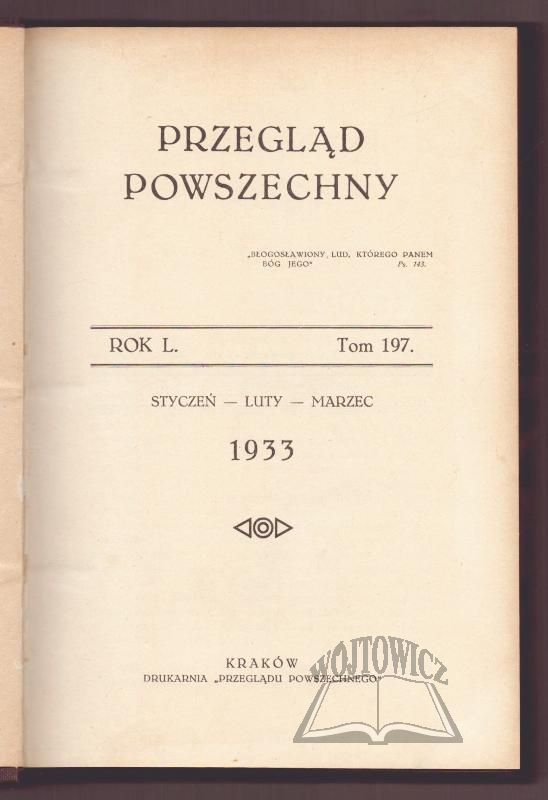 PRZEGLĄD
POWSZECHNY
„BŁOGOSŁAWIONY LUD, KTÓREGO PANEM
BÓG JEGO“ Ps. 143.
ROK L. Tom 197.
STYCZEŃ — LUTY — MARZEC
1933
KRAKÓW
DRUKARNIA „PRZEGLĄDU POWSZECHNEGO“
WÓJTOWICZ